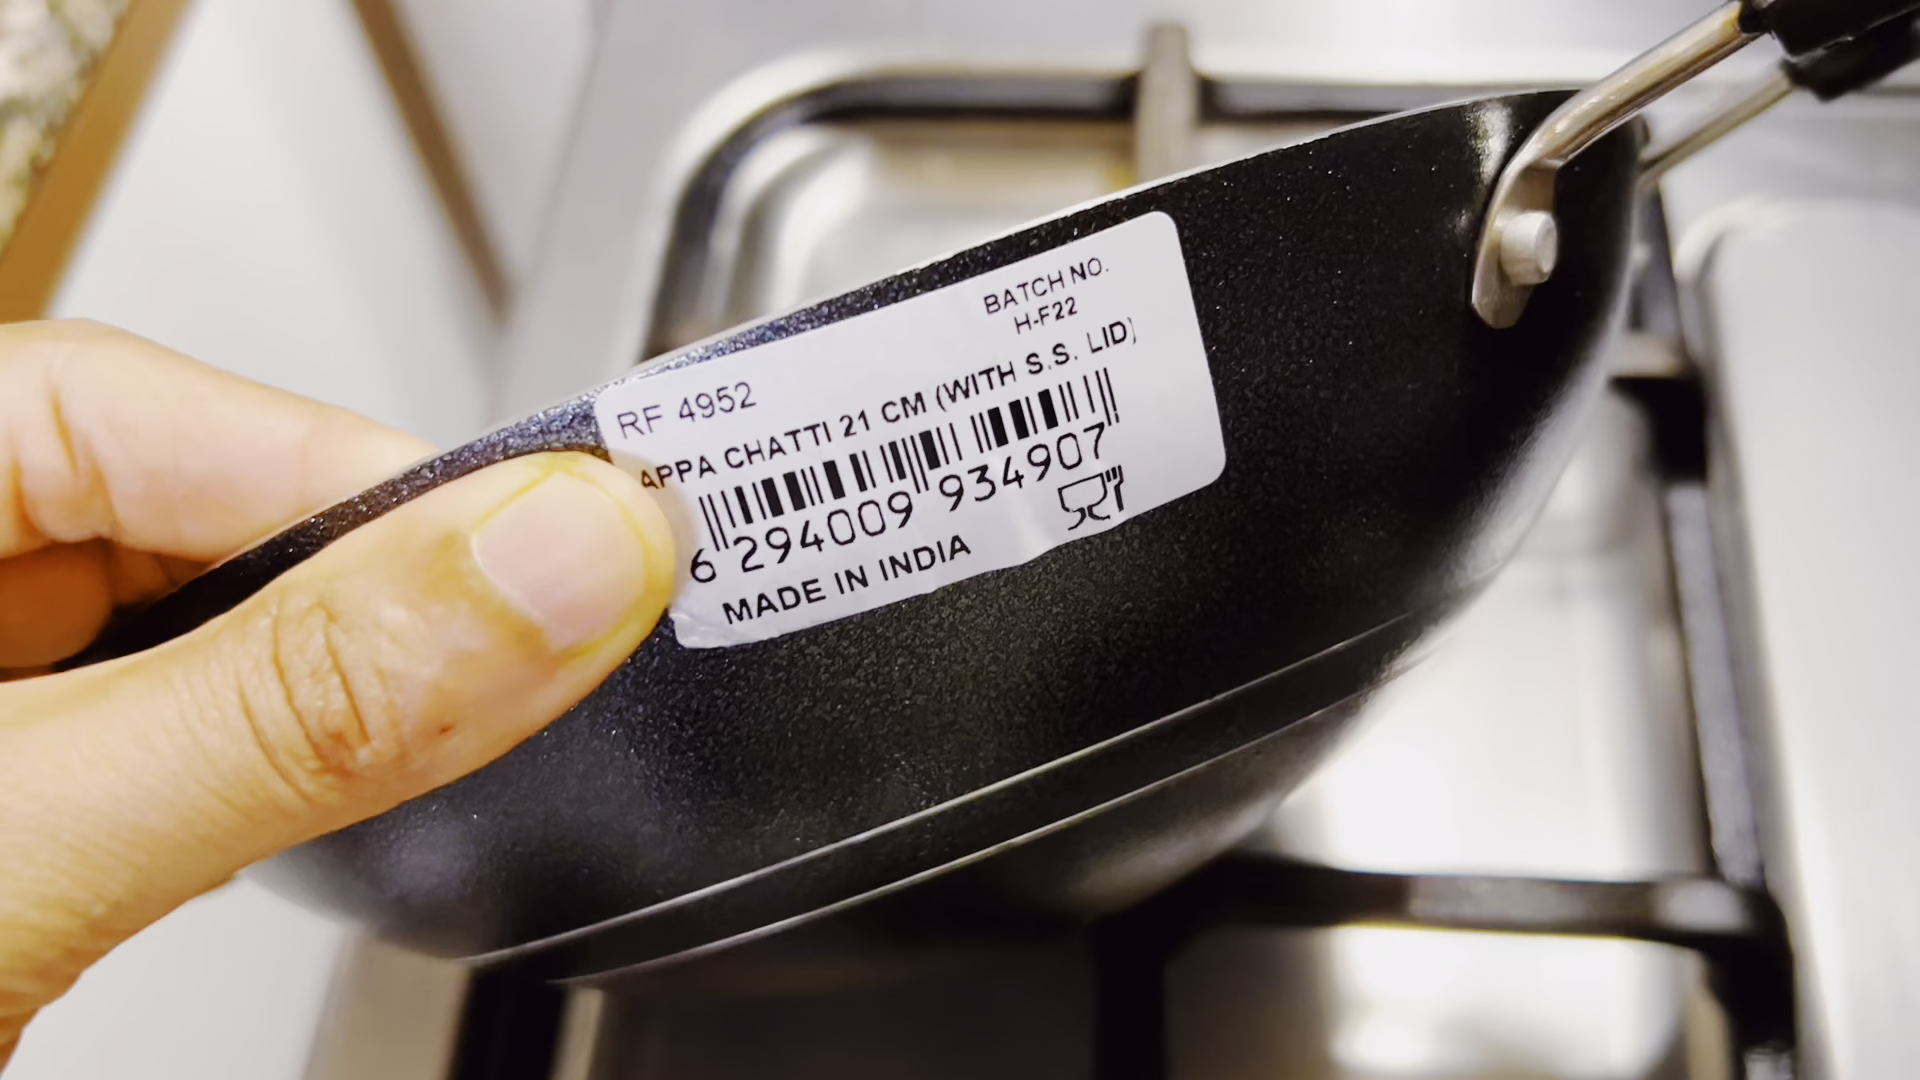 BATCH NO.
H-F22
RF 4952
APPA CHATTI 21 CM (WITH S.S. LID)
6 294009 934907
MADE IN INDIA